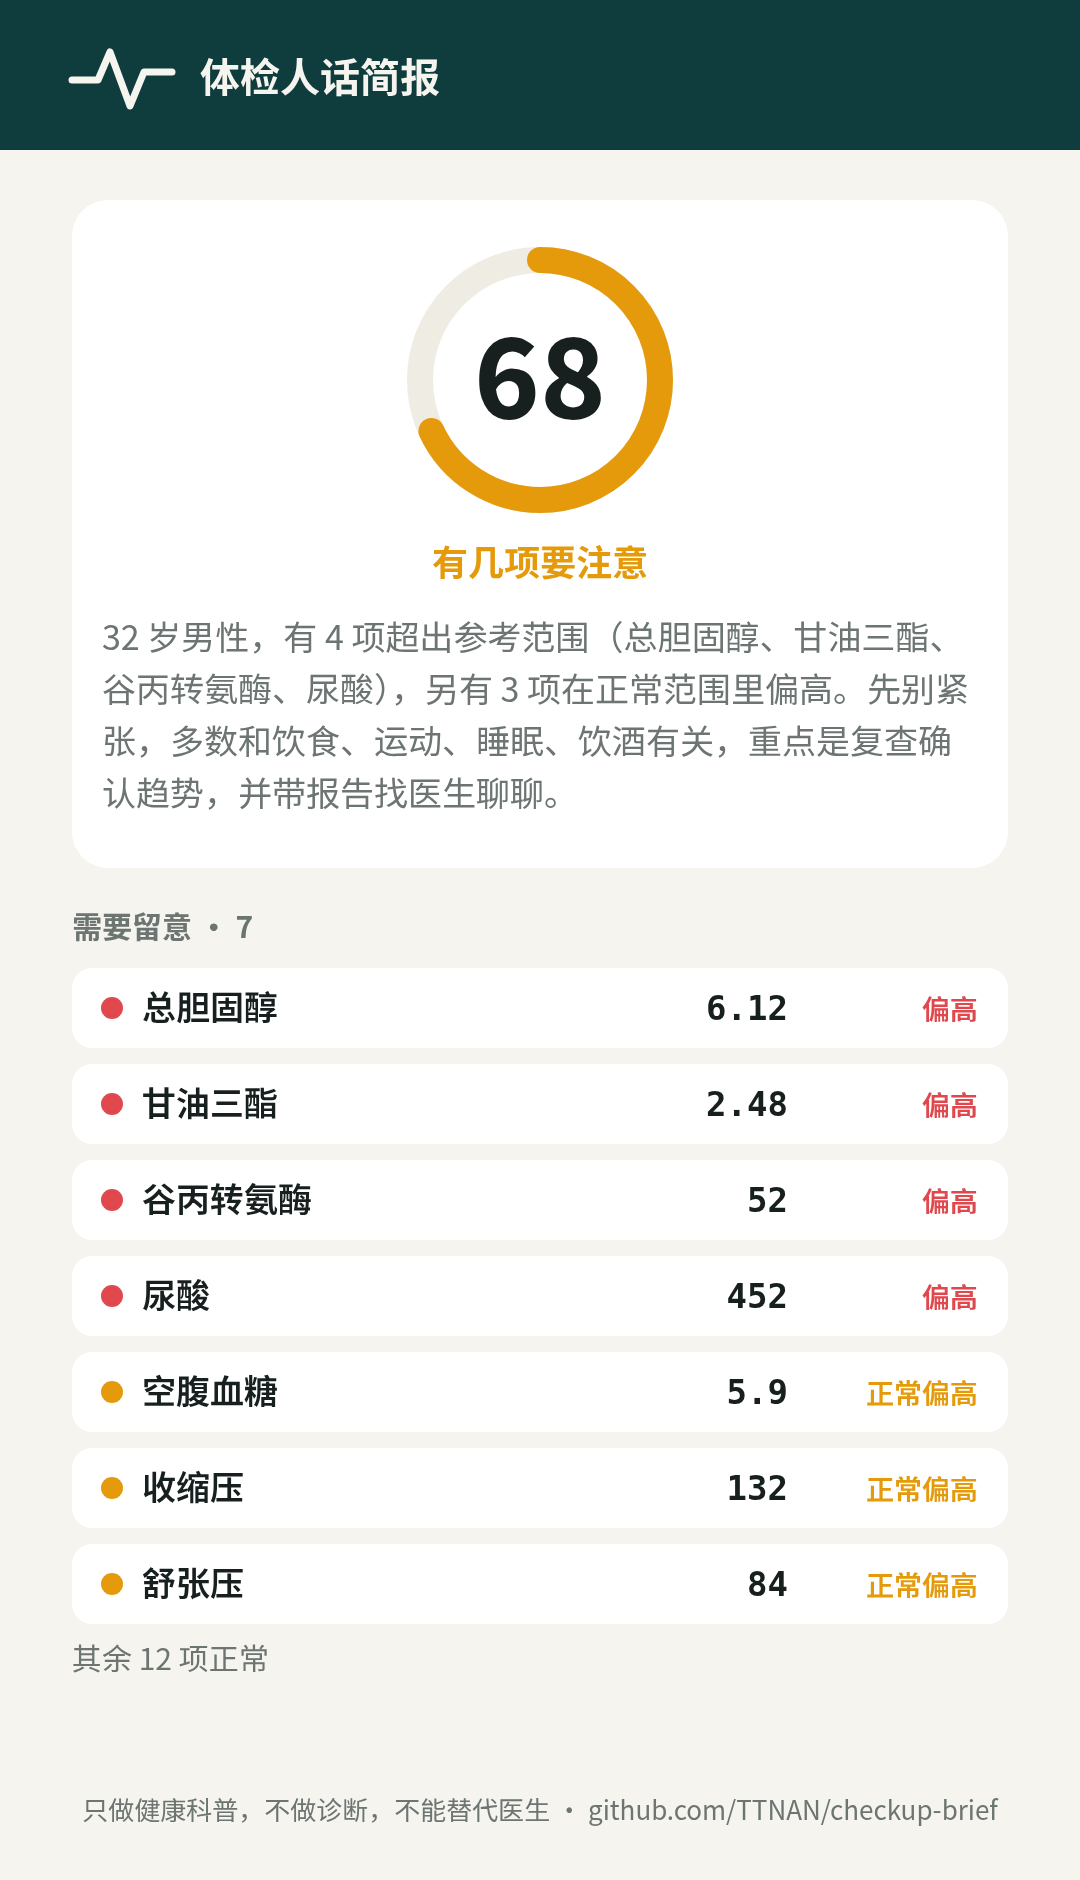 体检人话简报
68
有几项要注意
32 岁男性，有 4 项超出参考范围（总胆固醇、甘油三酯、
谷丙转氨酶、尿酸），另有 3 项在正常范围里偏高。先别紧
张，多数和饮食、运动、睡眠、饮酒有关，重点是复查确
认趋势，并带报告找医生聊聊。
需要留意 · 7
总胆固醇 6.12 偏高
甘油三酯 2.48 偏高
谷丙转氨酶 52 偏高
尿酸 452 偏高
空腹血糖 5.9 正常偏高
收缩压 132 正常偏高
舒张压 84 正常偏高
其余 12 项正常
只做健康科普，不做诊断，不能替代医生 · github.com/TTNAN/checkup-brief